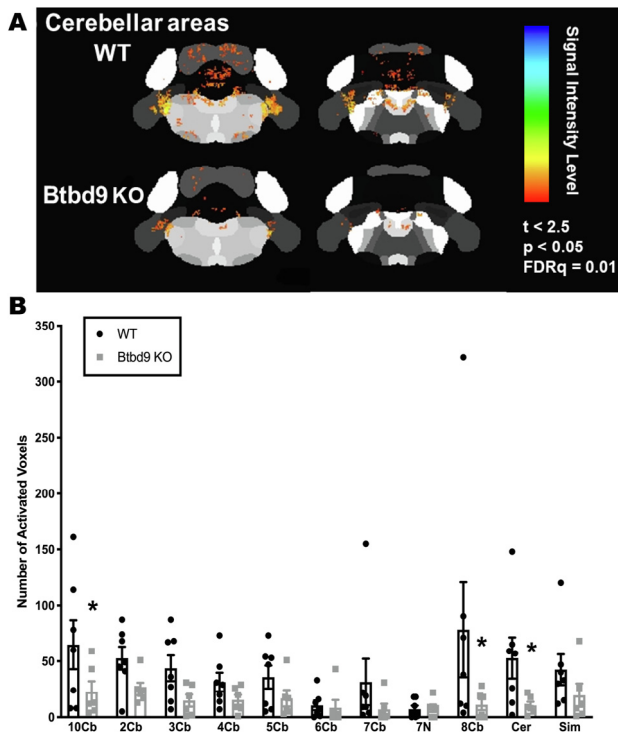 A
Cerebellar areas
WT
Btbd9 KO
Signal Intensity Level
t < 2.5
p < 0.05
FDRq = 0.01
B
WT
Btbd9 KO
Number of Activated Voxels
350
300
250
200
150
100
50
0
*
*
*
10Cb 2Cb 3Cb 4Cb 5Cb 6Cb 7Cb 7N 8Cb Cer Sim